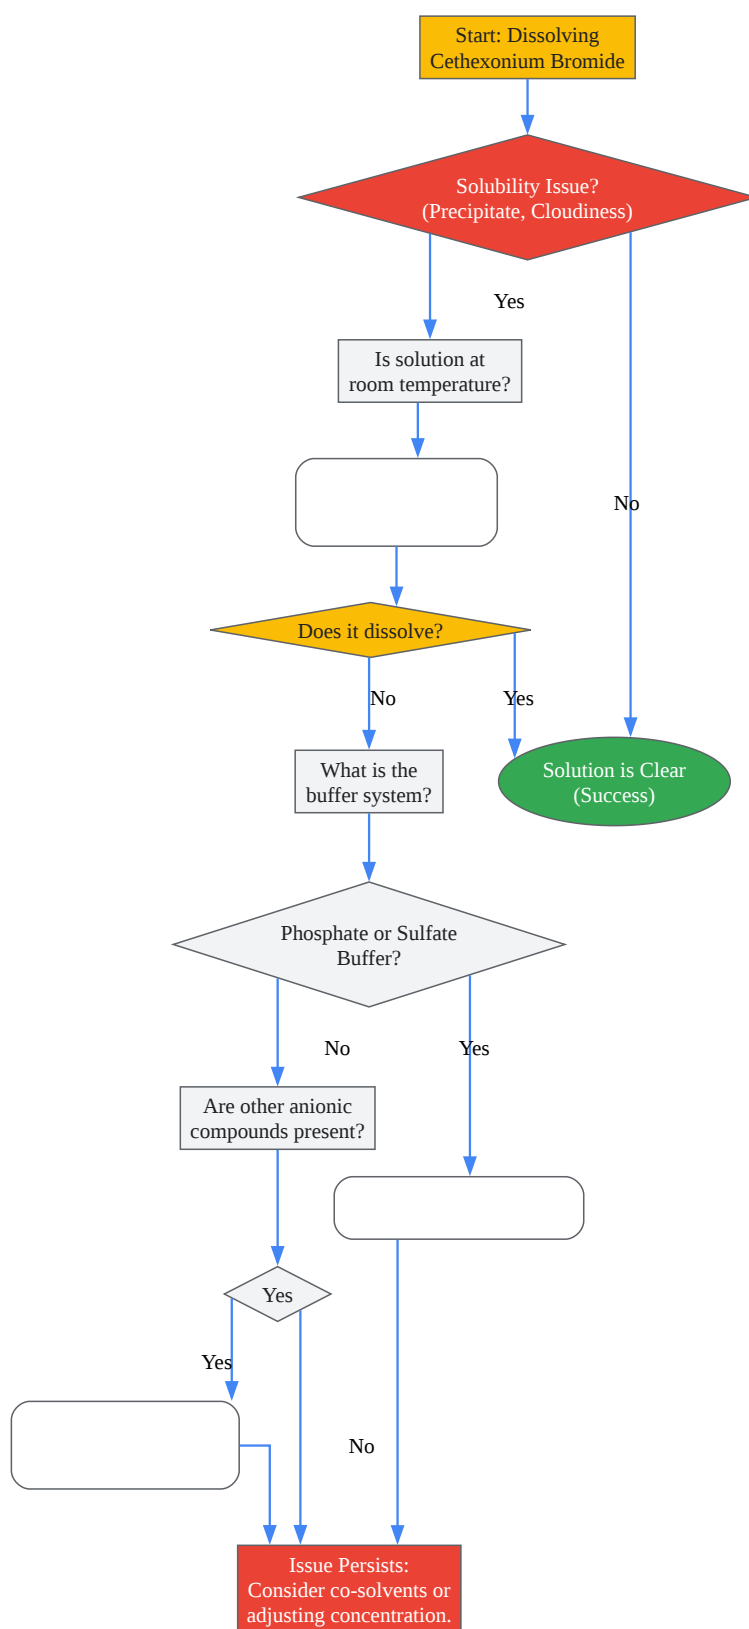 Start: Dissolving
Cethexonium Bromide
Solubility Issue?
(Precipitate, Cloudiness)
Yes
Is solution at
room temperature?
No
Does it dissolve?
No
Yes
What is the
buffer system?
Solution is Clear
(Success)
Phosphate or Sulfate
Buffer?
No
Yes
Are other anionic
compounds present?
Yes
Yes
No
Issue Persists:
Consider co-solvents or
adjusting concentration.